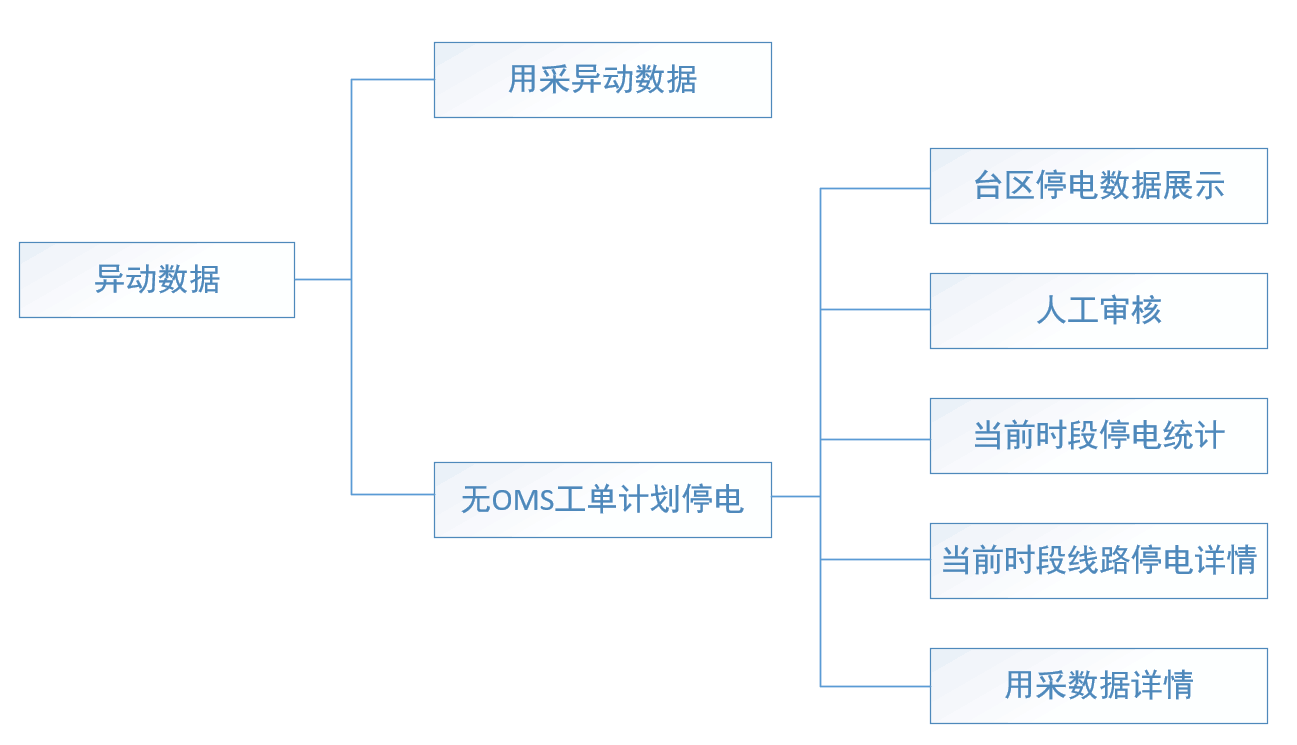 用采异动数据
台区停电数据展示
异动数据
人工审核
当前时段停电统计
无OMS工单计划停电
当前时段线路停电详情
用采数据详情